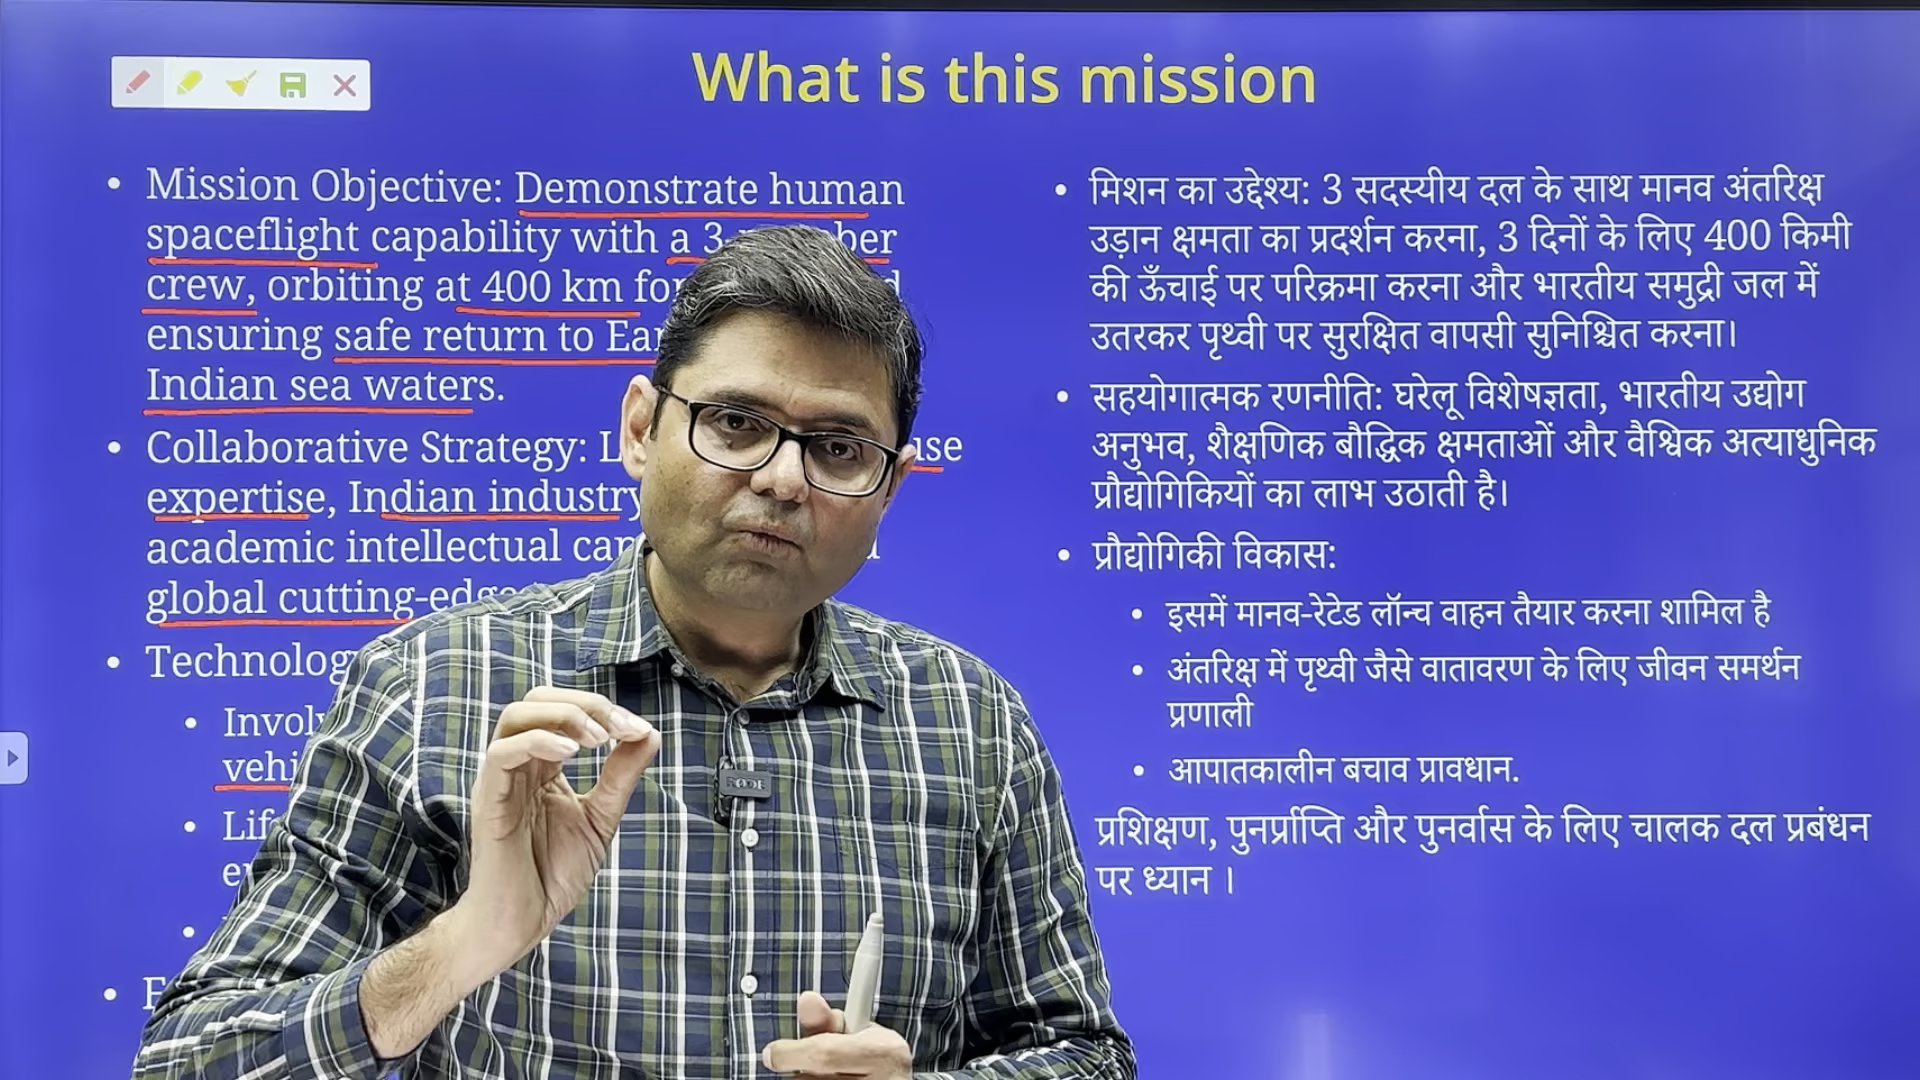 What is this mission
• Mission Objective: Demonstrate human
spaceflight capability with a 3
crew, orbiting at 400 km for
ensuring safe return to
Indian sea waters.
• Collaborative Strategy:
expertise, Indian industry
academic intellectual
global cutting-edge
•
•
•
•
•
• मिशन का उद्देश्य: 3 सदस्यीय दल के साथ मानव अंतरिक्ष
उड़ान क्षमता का प्रदर्शन करना, 3 दिनों के लिए 400 किमी
की ऊँचाई पर परिक्रमा करना और भारतीय समुद्री जल में
उतरकर पृथ्वी पर सुरक्षित वापसी सुनिश्चित करना।
• सहयोगात्मक रणनीति: घरेलू विशेषज्ञता, भारतीय उद्योग
अनुभव, शैक्षणिक बौद्धिक क्षमताओं और वैश्विक अत्याधुनिक
प्रौद्योगिकियों का लाभ उठाती है।
• प्रौद्योगिकी विकास:
• इसमें मानव-रेटेड लॉन्च वाहन तैयार करना शामिल है
• अंतरिक्ष में पृथ्वी जैसे वातावरण के लिए जीवन समर्थन
प्रणाली
• आपातकालीन बचाव प्रावधान.
प्रशिक्षण, पुनर्प्राप्ति और पुनर्वास के लिए चालक दल प्रबंधन
पर ध्यान ।
RODE